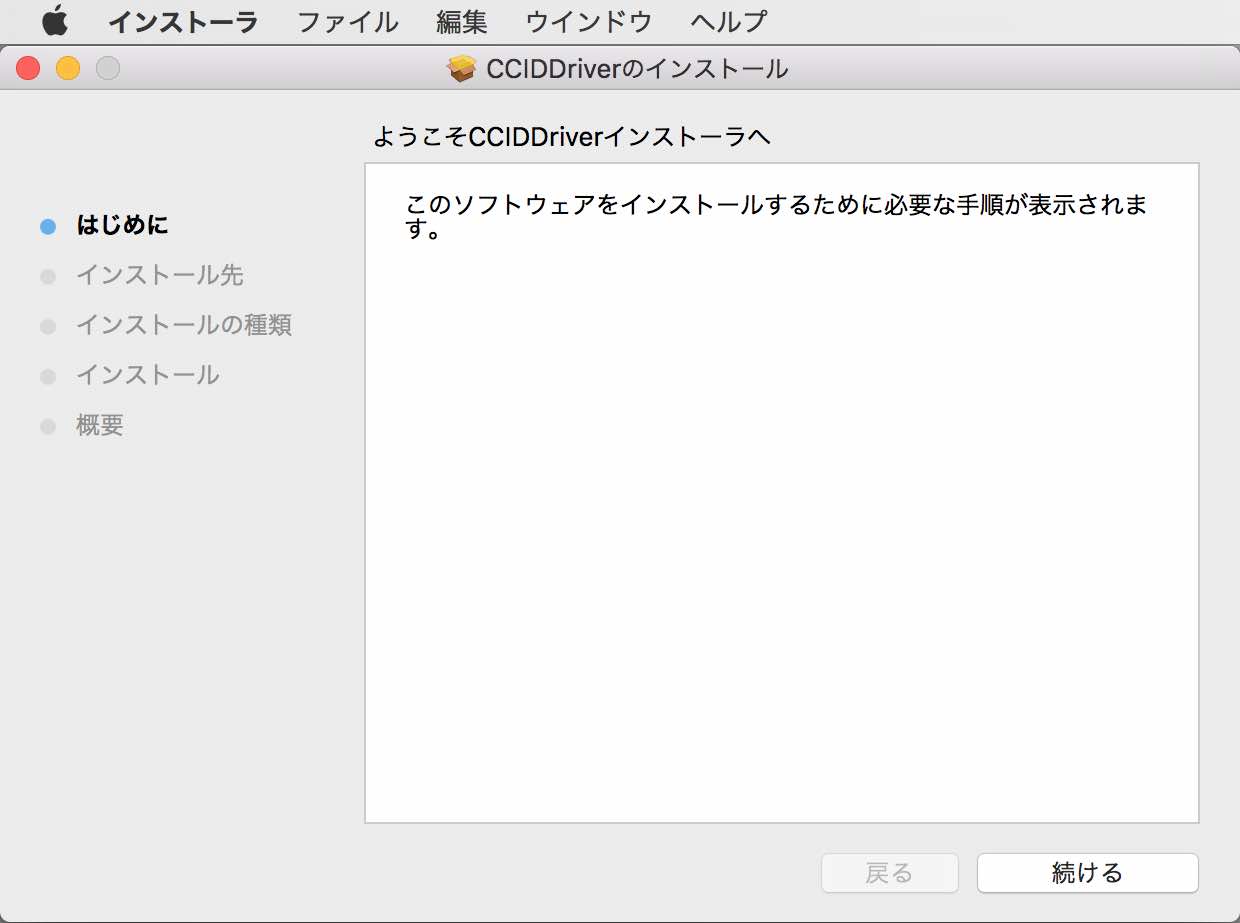 インストーラ ファイル 編集 ウインドウ ヘルプ
CCIDDriverのインストール
ようこそCCIDDriverインストーラへ
はじめに
インストール先
インストールの種類
インストール
概要
このソフトウェアをインストールするために必要な手順が表示されま
す。
戻る 続ける